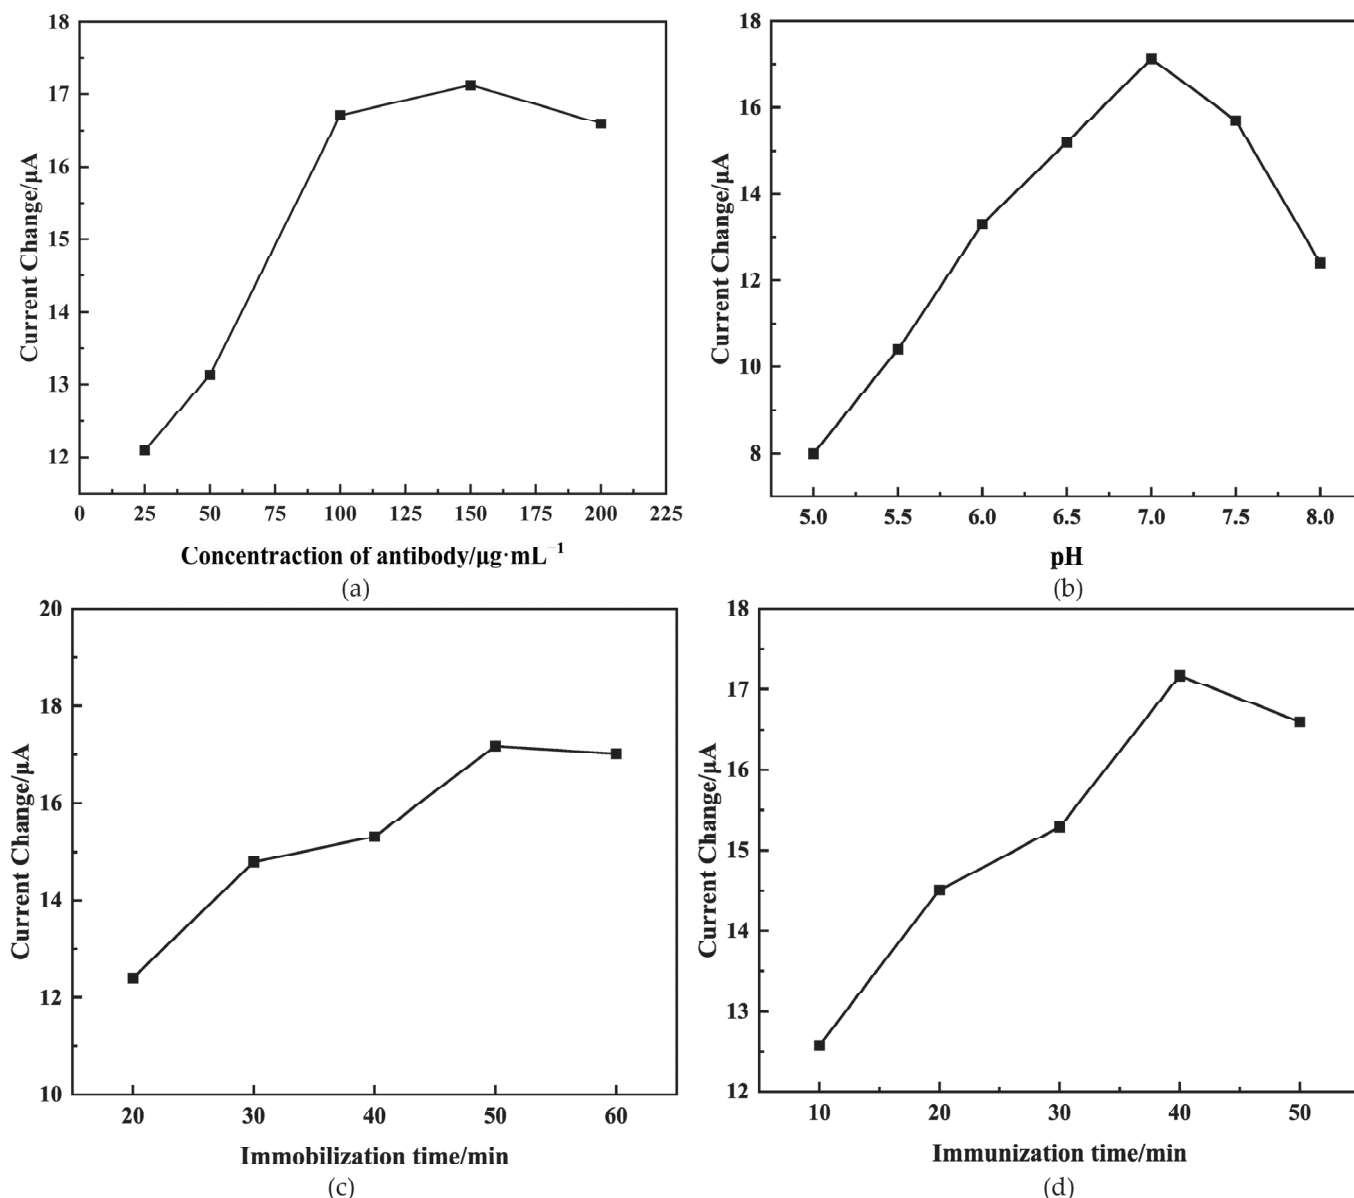 18
17
16
15
14
13
12
Current Change/μA
0 25 50 75 100 125 150 175 200 225
Concentraction of antibody/μg·mL⁻¹
(a)
18
16
14
12
10
8
Current Change/μA
5.0 5.5 6.0 6.5 7.0 7.5 8.0
pH
(b)
20
18
16
14
12
10
Current Change/μA
20 30 40 50 60
Immobilization time/min
(c)
18
17
16
15
14
13
12
Current Change/μA
10 20 30 40 50
Immunization time/min
(d)